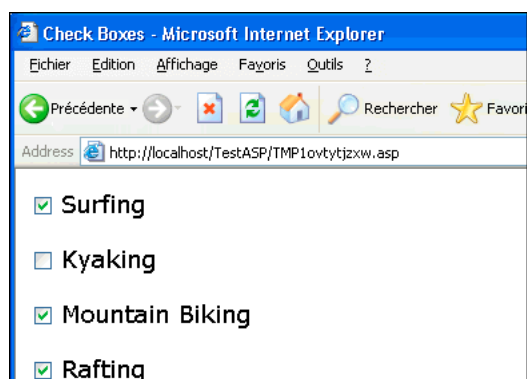 Check Boxes - Microsoft Internet Explorer
Fichier Edition Affichage Favoris Outils ?
Précédente Rechercher Favori
Address http://localhost/TestASP/TMP1ovtytjzxw.asp
Surfing
Kyaking
Mountain Biking
Rafting